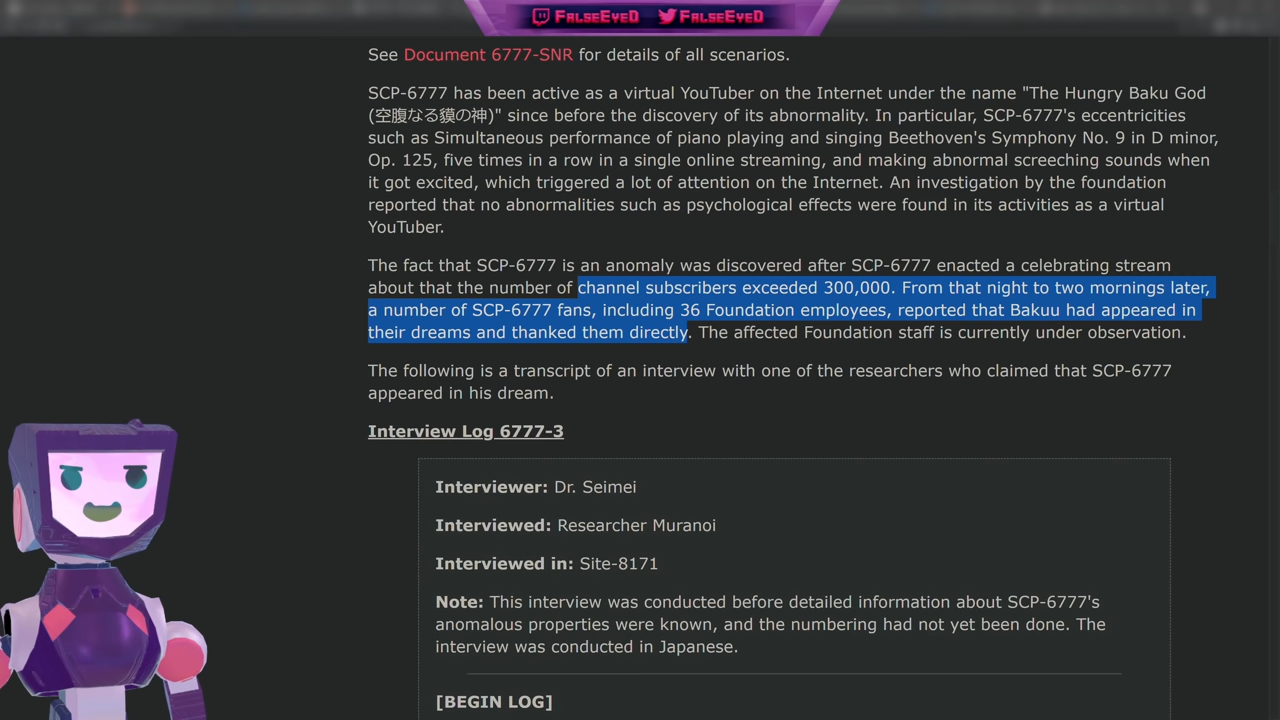 FalseEyeD FalseEyeD
See Document 6777-SNR for details of all scenarios.
SCP-6777 has been active as a virtual YouTuber on the Internet under the name "The Hungry Baku God
(空腹なる獏の神)" since before the discovery of its abnormality. In particular, SCP-6777's eccentricities
such as Simultaneous performance of piano playing and singing Beethoven's Symphony No. 9 in D minor,
Op. 125, five times in a row in a single online streaming, and making abnormal screeching sounds when
it got excited, which triggered a lot of attention on the Internet. An investigation by the foundation
reported that no abnormalities such as psychological effects were found in its activities as a virtual
YouTuber.
The fact that SCP-6777 is an anomaly was discovered after SCP-6777 enacted a celebrating stream
about that the number of channel subscribers exceeded 300,000. From that night to two mornings later,
a number of SCP-6777 fans, including 36 Foundation employees, reported that Bakuu had appeared in
their dreams and thanked them directly. The affected Foundation staff is currently under observation.
The following is a transcript of an interview with one of the researchers who claimed that SCP-6777
appeared in his dream.
Interview Log 6777-3
Interviewer: Dr. Seimei
Interviewed: Researcher Muranoi
Interviewed in: Site-8171
Note: This interview was conducted before detailed information about SCP-6777's
anomalous properties were known, and the numbering had not yet been done. The
interview was conducted in Japanese.
[BEGIN LOG]